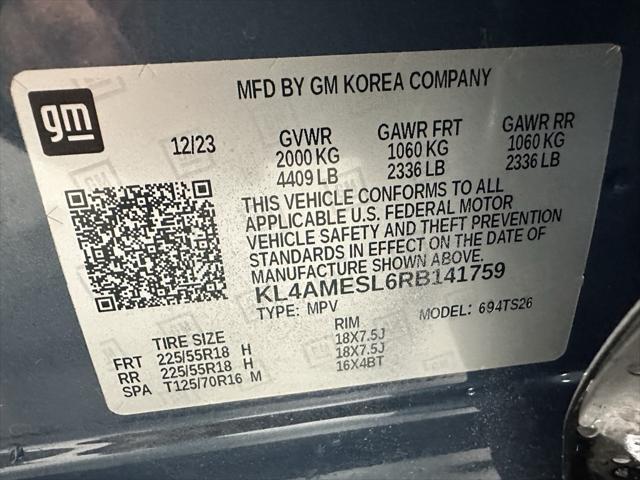 gm
MFD BY GM KOREA COMPANY
12/23 GVWR GAWR FRT GAWR RR
2000 KG 1060 KG 1060 KG
4409 LB 2336 LB 2336 LB
THIS VEHICLE CONFORMS TO ALL
APPLICABLE U.S. FEDERAL MOTOR
VEHICLE SAFETY AND THEFT PREVENTION
STANDARDS IN EFFECT ON THE DATE OF
MANUFACTURE SHOWN ABOVE.
KL4AMESL6RB141759
TYPE: MPV MODEL: 694TS26
TIRE SIZE RIM
FRT 225/55R18 H 18X7.5J
RR 225/55R18 H 18X7.5J
SPA T125/70R16 M 16X4BT